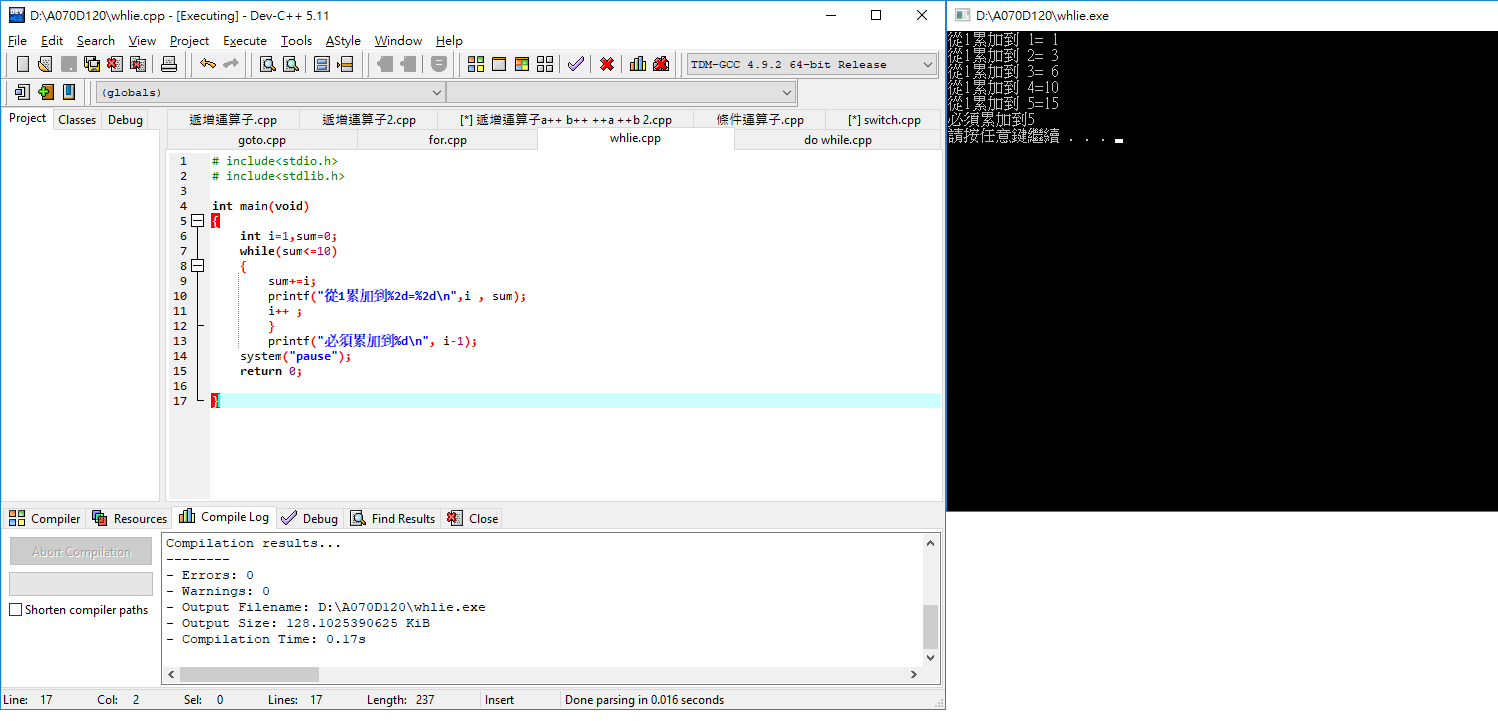 D:\A070D120\whlie.cpp - [Executing] - Dev-C++ 5.11
File Edit Search View Project Execute Tools AStyle Window Help
TDM-GCC 4.9.2 64-bit Release
(globals)
Project Classes Debug
遞增運算子.cpp 遞增運算子2.cpp [*] 遞增運算子a++ b++ ++a ++b 2.cpp 條件運算子.cpp [*] switch.cpp
goto.cpp for.cpp whlie.cpp do while.cpp
1 # include<stdio.h>
2 # include<stdlib.h>
3
4 int main(void)
5 {
6 int i=1,sum=0;
7 while(sum<=10)
8 {
9 sum+=i;
10 printf("從1累加到%2d=%2d\n",i , sum);
11 i++ ;
12 }
13 printf("必須累加到%d\n", i-1);
14 system("pause");
15 return 0;
16
17 }
Compiler Resources Compile Log Debug Find Results Close
Abort Compilation
Shorten compiler paths
Compilation results...
--------
- Errors: 0
- Warnings: 0
- Output Filename: D:\A070D120\whlie.exe
- Output Size: 128.1025390625 KiB
- Compilation Time: 0.17s
Line: 17 Col: 2 Sel: 0 Lines: 17 Length: 237 Insert Done parsing in 0.016 seconds
D:\A070D120\whlie.exe
從1累加到 1= 1
從1累加到 2= 3
從1累加到 3= 6
從1累加到 4=10
從1累加到 5=15
必須累加到5
請按任意鍵繼續 . . .